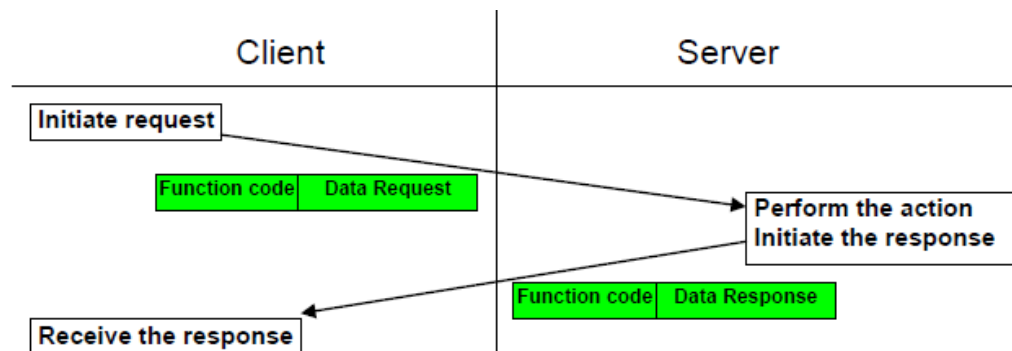 Client
Server
Initiate request
Function code
Data Request
Perform the action
Initiate the response
Function code
Data Response
Receive the response